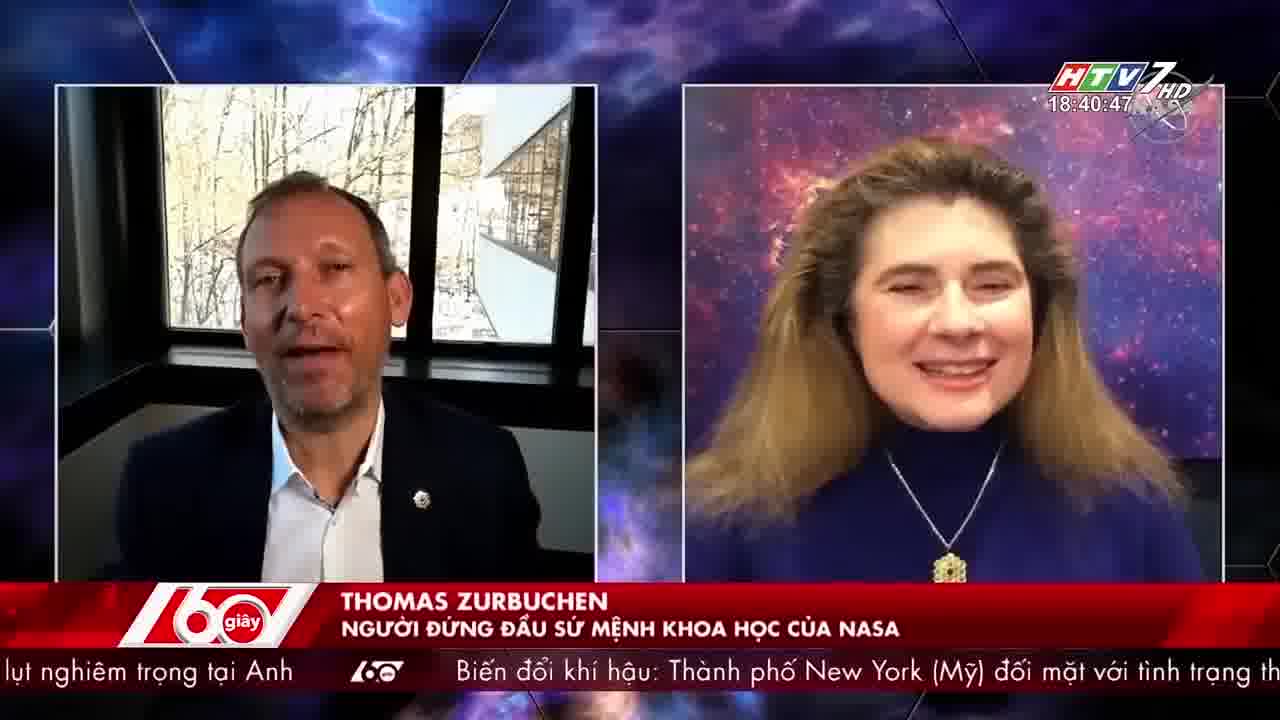 HTV7 HD
18:40:47
60 giây
THOMAS ZURBUCHEN
NGƯỜI ĐỨNG ĐẦU SỨ MỆNH KHOA HỌC CỦA NASA
lụt nghiêm trọng tại Anh 60 giây Biến đổi khí hậu: Thành phố New York (Mỹ) đối mặt với tình trạng th